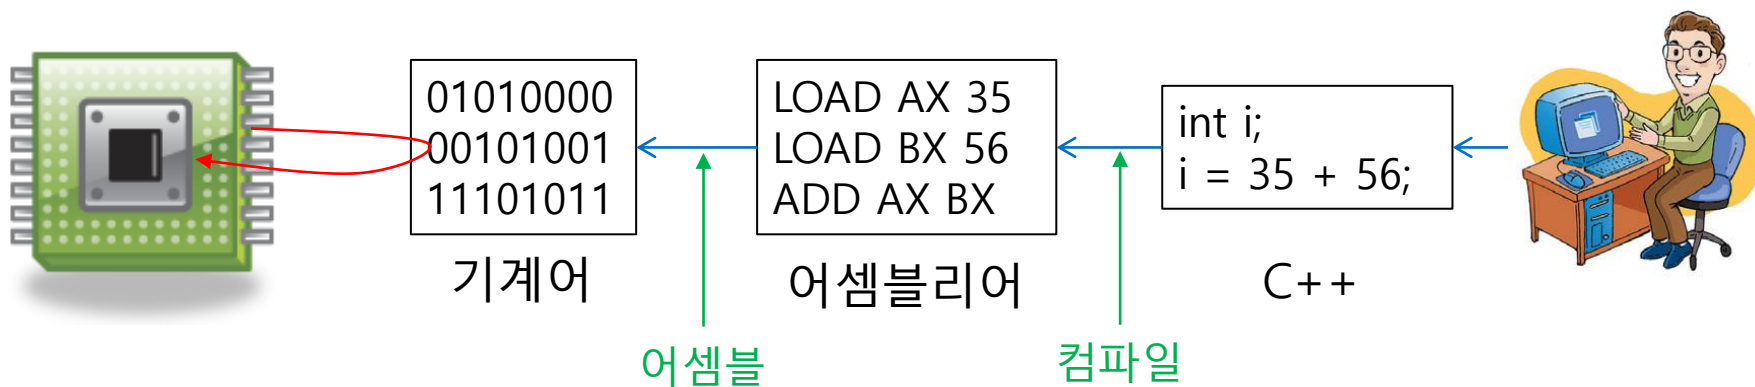 01010000
00101001
11101011
기계어
LOAD AX 35
LOAD BX 56
ADD AX BX
어셈블리어
int i;
i = 35 + 56;
C++
어셈블
컴파일